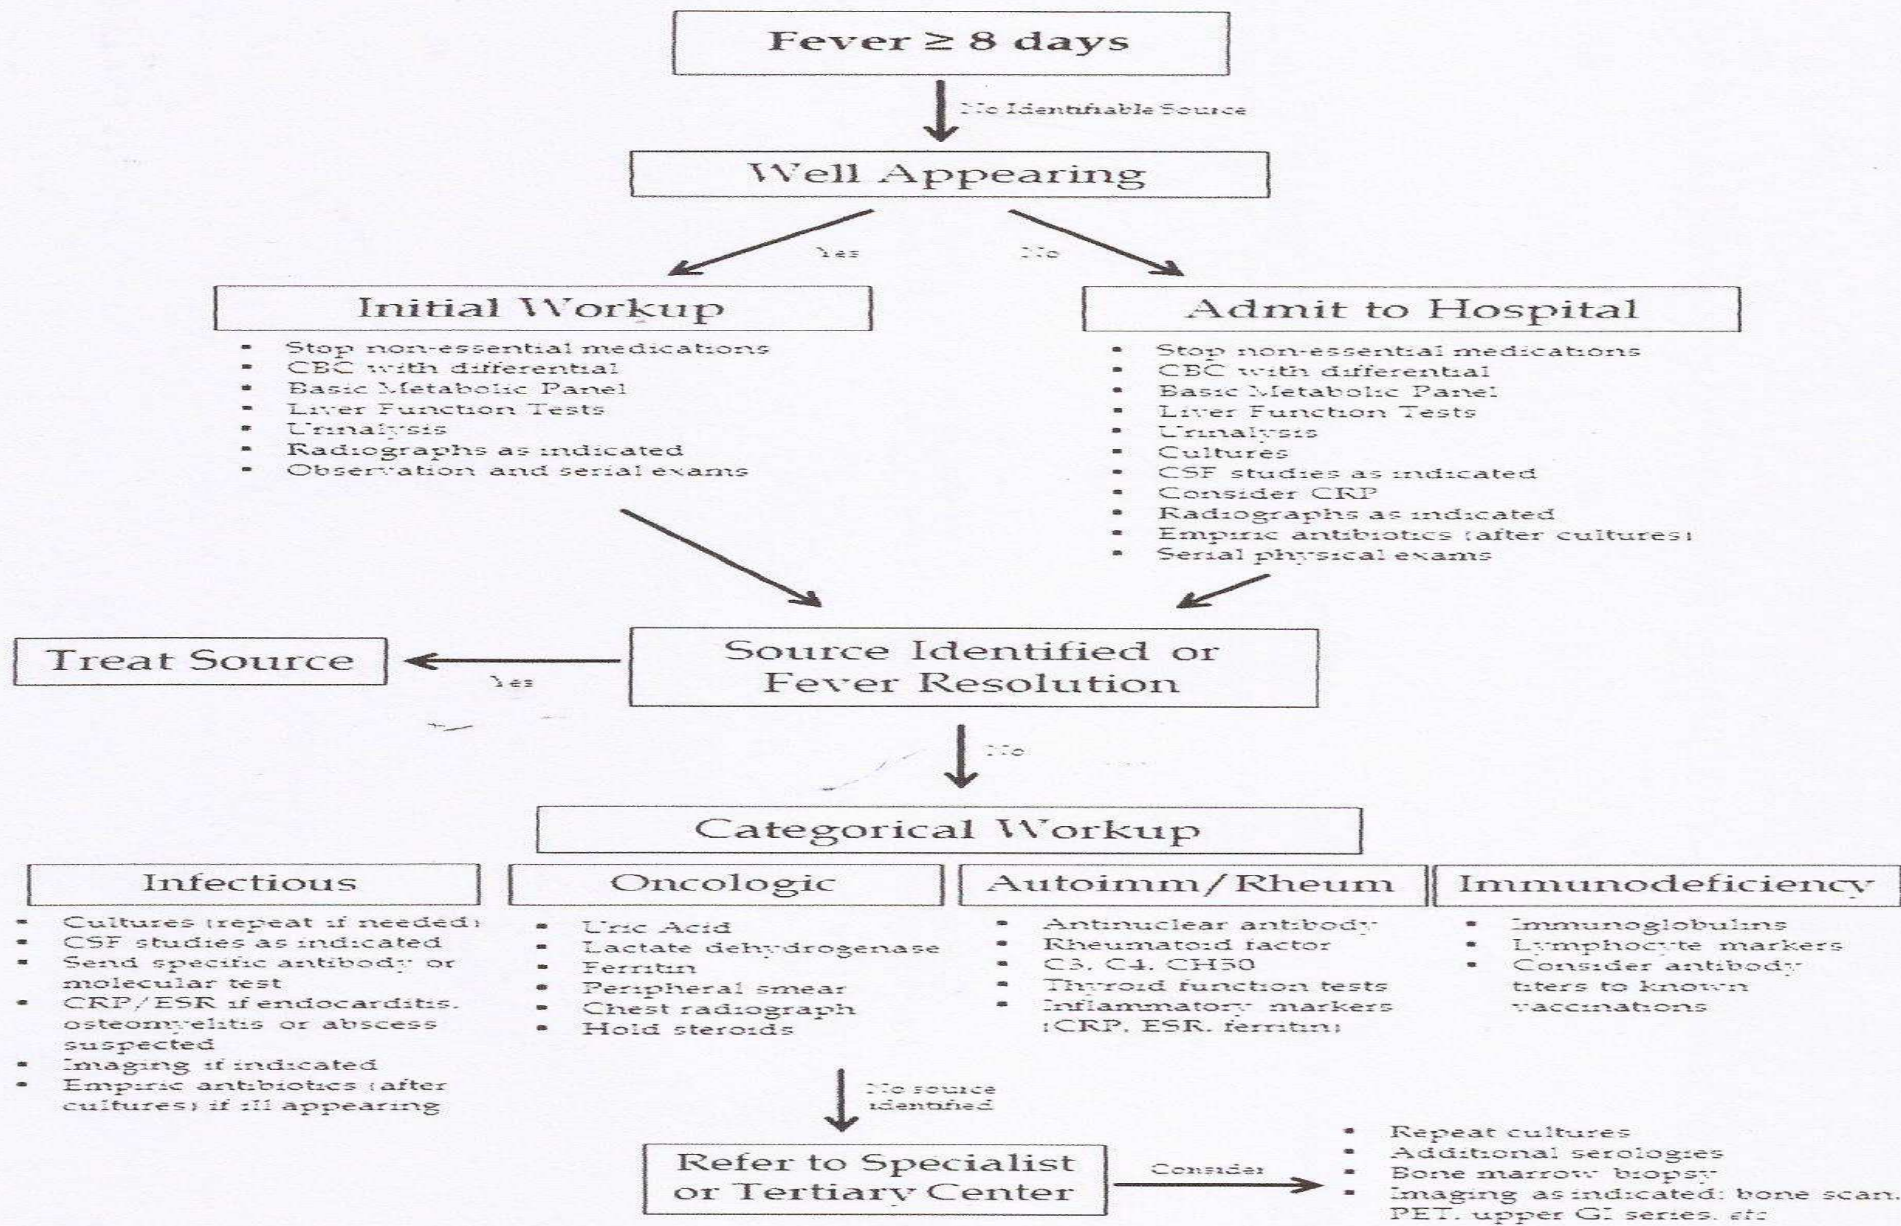 Fever ≥ 8 days
No Identifiable Source
Well Appearing
Yes
No
Initial Workup
▪ Stop non-essential medications
▪ CBC with differential
▪ Basic Metabolic Panel
▪ Liver Function Tests
▪ Urinalysis
▪ Radiographs as indicated
▪ Observation and serial exams
Admit to Hospital
▪ Stop non-essential medications
▪ CBC with differential
▪ Basic Metabolic Panel
▪ Liver Function Tests
▪ Urinalysis
▪ Cultures
▪ CSF studies as indicated
▪ Consider CRP
▪ Radiographs as indicated
▪ Empiric antibiotics (after cultures)
▪ Serial physical exams
Source Identified or
Fever Resolution
Yes
Treat Source
No
Categorical Workup
Infectious
▪ Cultures (repeat if needed)
▪ CSF studies as indicated
▪ Send specific antibody or
molecular test
▪ CRP/ESR if endocarditis,
osteomyelitis or abscess
suspected
▪ Imaging if indicated
▪ Empiric antibiotics (after
cultures) if ill appearing
Oncologic
▪ Uric Acid
▪ Lactate dehydrogenase
▪ Ferritin
▪ Peripheral smear
▪ Chest radiograph
▪ Hold steroids
Autoimm/Rheum
▪ Antinuclear antibody
▪ Rheumatoid factor
▪ C3, C4, CH50
▪ Thyroid function tests
▪ Inflammatory markers
(CRP, ESR, ferritin)
Immunodeficiency
▪ Immunoglobulins
▪ Lymphocyte markers
▪ Consider antibody
titers to known
vaccinations
No source
identified
Refer to Specialist
or Tertiary Center
Consider
▪ Repeat cultures
▪ Additional serologies
▪ Bone marrow biopsy
▪ Imaging as indicated: bone scan,
PET, upper GI series, etc